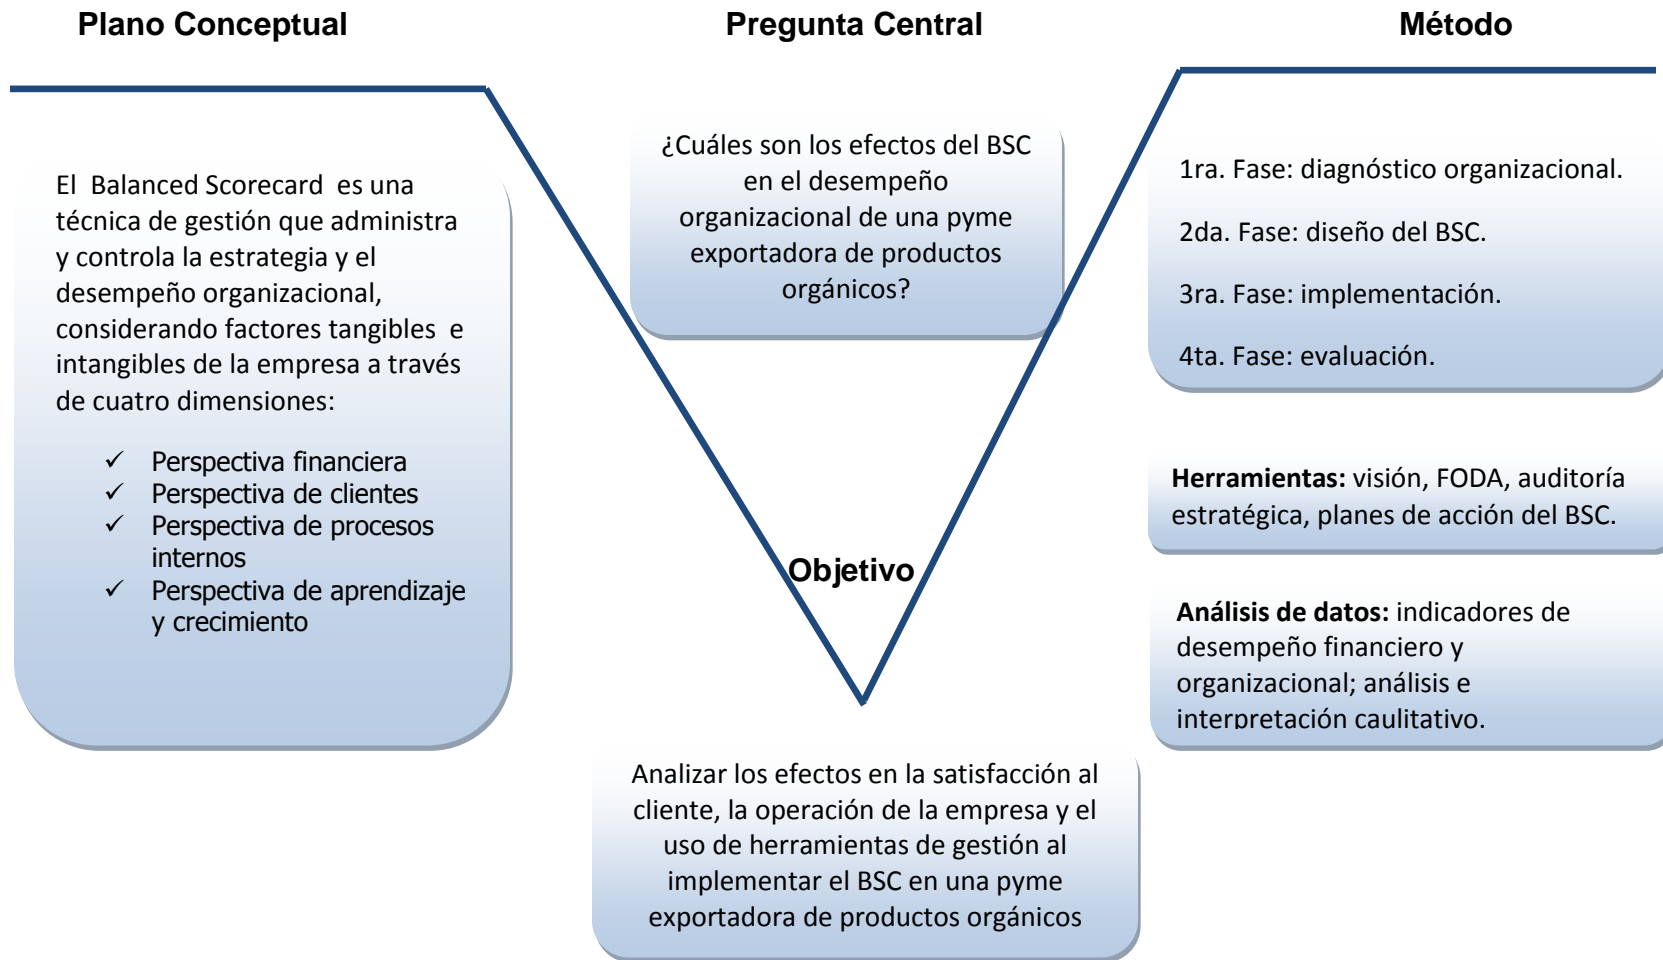 Plano Conceptual
El Balanced Scorecard es una
técnica de gestión que administra
y controla la estrategia y el
desempeño organizacional,
considerando factores tangibles e
intangibles de la empresa a través
de cuatro dimensiones:
✓ Perspectiva financiera
✓ Perspectiva de clientes
✓ Perspectiva de procesos
internos
✓ Perspectiva de aprendizaje
y crecimiento
Pregunta Central
¿Cuáles son los efectos del BSC
en el desempeño
organizacional de una pyme
exportadora de productos
orgánicos?
Objetivo
Analizar los efectos en la satisfacción al
cliente, la operación de la empresa y el
uso de herramientas de gestión al
implementar el BSC en una pyme
exportadora de productos orgánicos
Método
1ra. Fase: diagnóstico organizacional.
2da. Fase: diseño del BSC.
3ra. Fase: implementación.
4ta. Fase: evaluación.
Herramientas: visión, FODA, auditoría
estratégica, planes de acción del BSC.
Análisis de datos: indicadores de
desempeño financiero y
organizacional; análisis e
interpretación caulitativo.